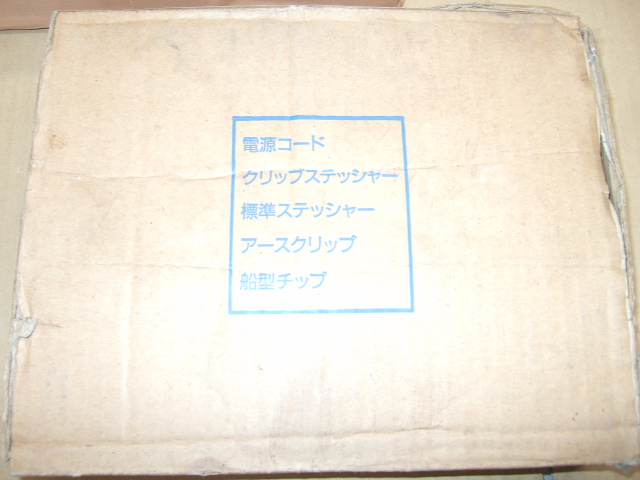 電源コード
クリップステッシャー
標準ステッシャー
アースクリップ
船型チップ